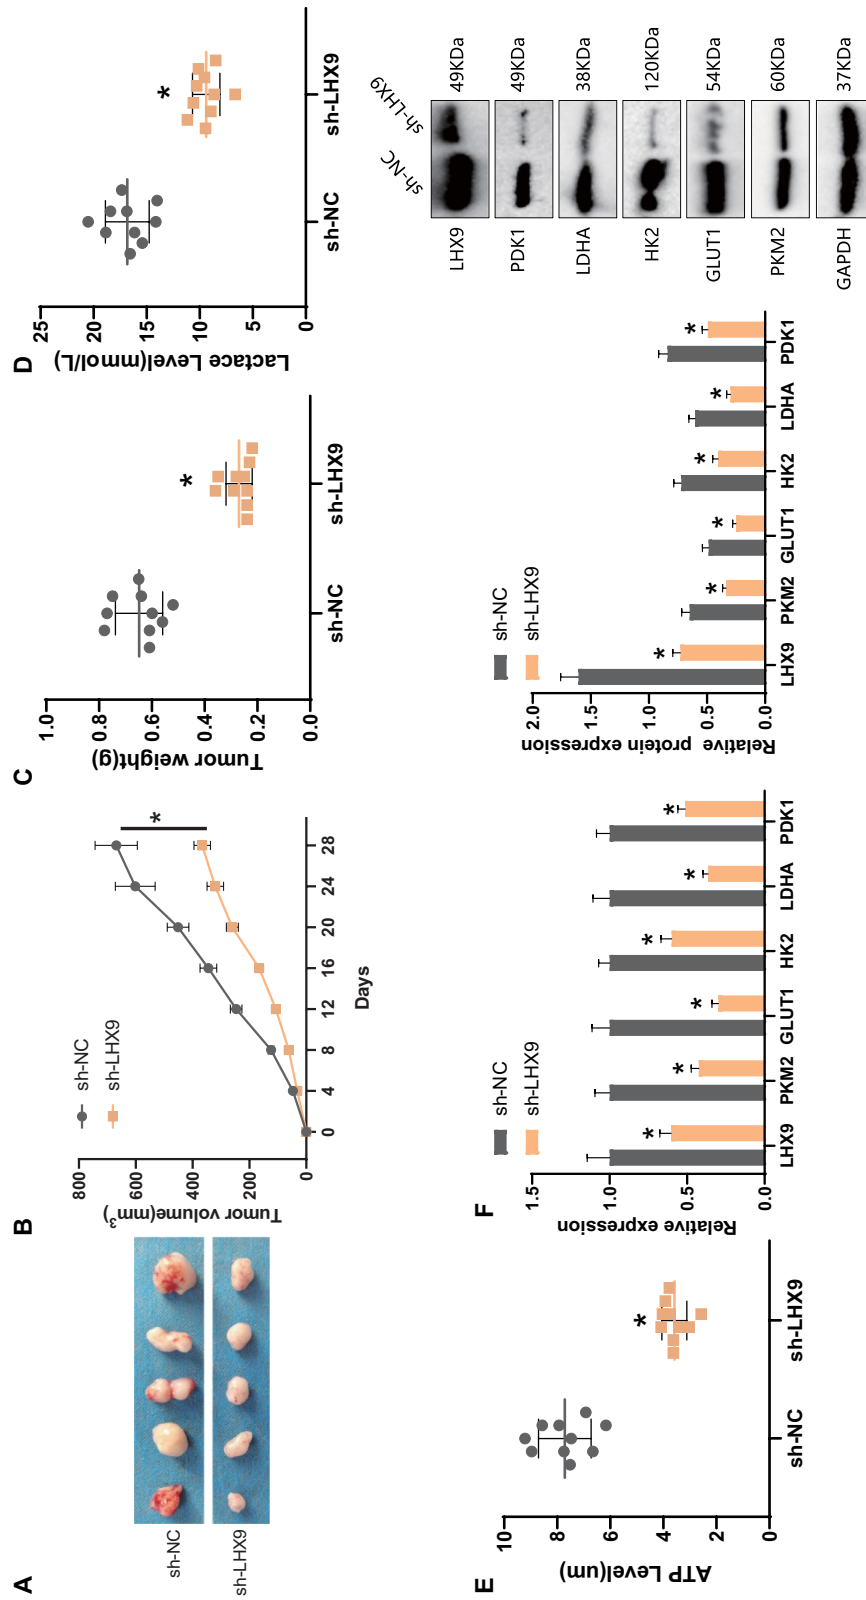 A
sh-NC
sh-LHX9
B
sh-NC
sh-LHX9
Tumor volume(mm³)
800
600
400
200
0
0 4 8 12 16 20 24 28
Days
*
C
Tumor weight(g)
1.0
0.8
0.6
0.4
0.2
0.0
*
sh-NC sh-LHX9
D
Lactace Level(mmol/L)
25
20
15
10
5
0
*
sh-NC sh-LHX9
E
ATP Level(um)
10
8
6
4
2
0
*
sh-NC sh-LHX9
F
sh-NC
sh-LHX9
Relative expression
1.5
1.0
0.5
0.0
* * * * * *
LHX9 PKM2 GLUT1 HK2 LDHA PDK1
sh-NC
sh-LHX9
Relative protein expression
2.0
1.5
1.0
0.5
0.0
* * * * * *
LHX9 PKM2 GLUT1 HK2 LDHA PDK1
sh-NC sh-LHX9
LHX9 49KDa
PDK1 49KDa
LDHA 38KDa
HK2 120KDa
GLUT1 54KDa
PKM2 60KDa
GAPDH 37KDa